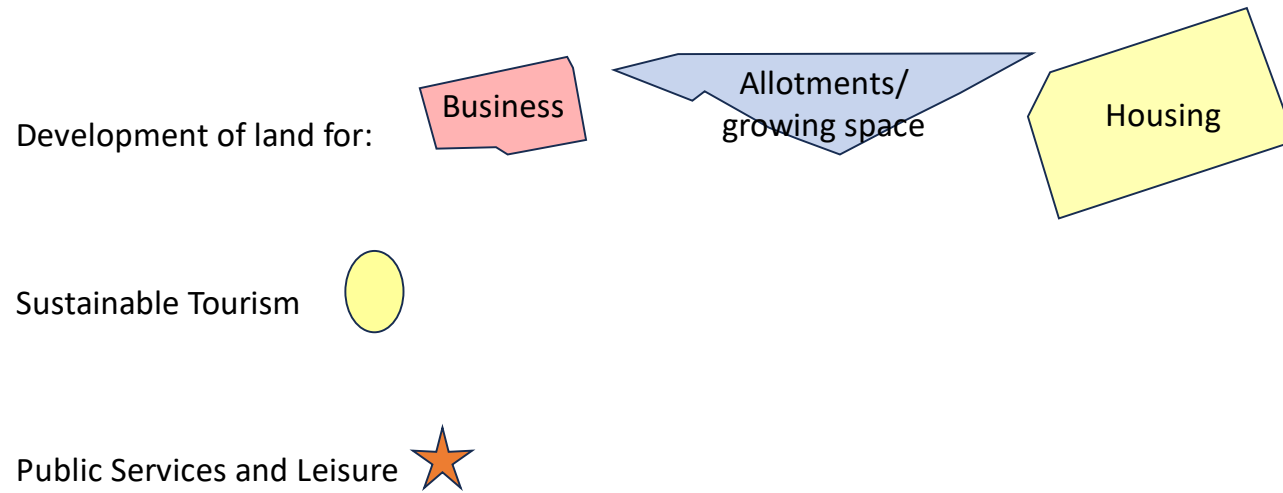 Development of land for:
Business
Allotments/
growing space
Housing
Sustainable Tourism
Public Services and Leisure